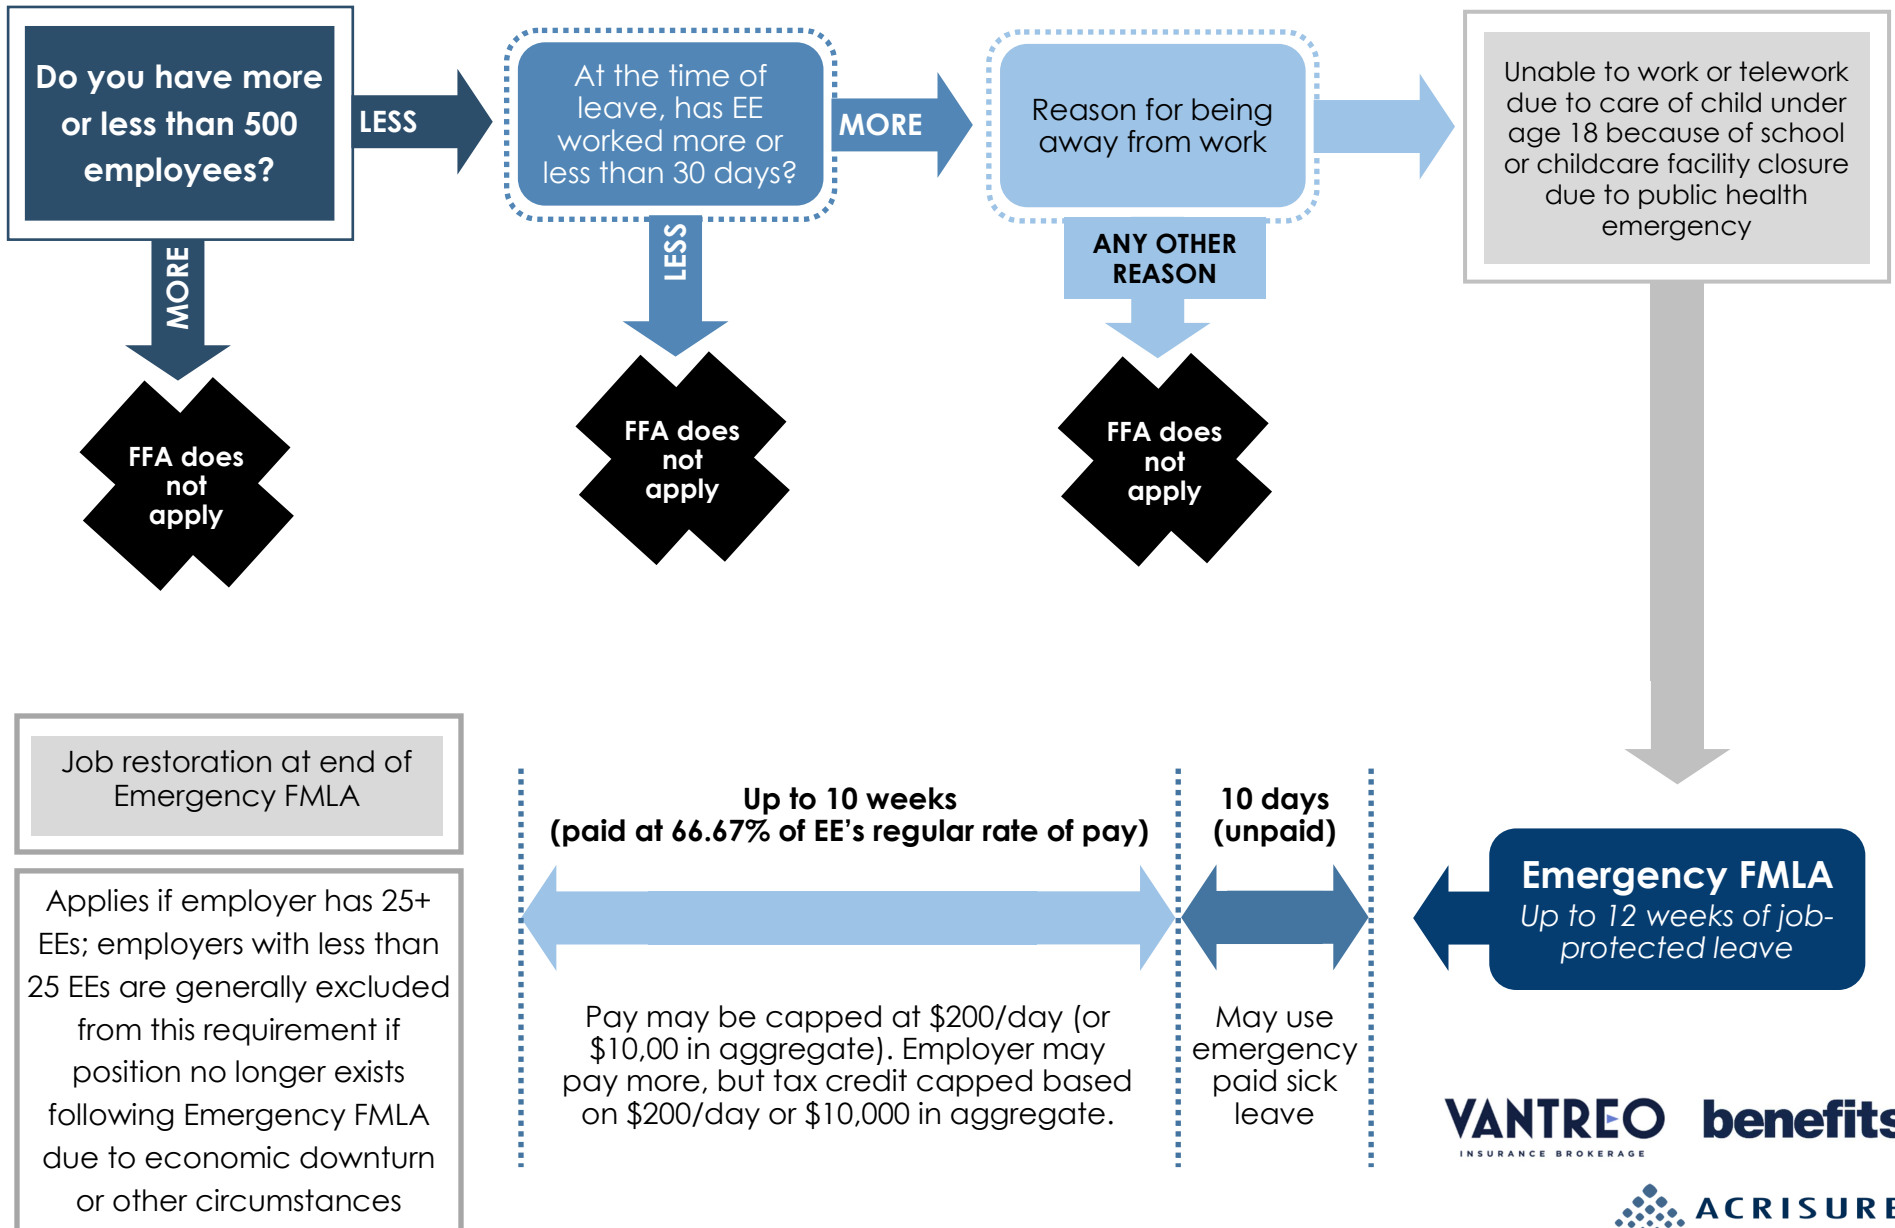 Do you have more
or less than 500
employees?
LESS
MORE
FFA does
not
apply
At the time of
leave, has EE
worked more or
less than 30 days?
MORE
LESS
FFA does
not
apply
Reason for being
away from work
ANY OTHER
REASON
FFA does
not
apply
Unable to work or telework
due to care of child under
age 18 because of school
or childcare facility closure
due to public health
emergency
Emergency FMLA
Up to 12 weeks of job-
protected leave
10 days
(unpaid)
May use
emergency
paid sick
leave
Up to 10 weeks
(paid at 66.67% of EE’s regular rate of pay)
Pay may be capped at $200/day (or
$10,00 in aggregate). Employer may
pay more, but tax credit capped based
on $200/day or $10,000 in aggregate.
Job restoration at end of
Emergency FMLA
Applies if employer has 25+
EEs; employers with less than
25 EEs are generally excluded
from this requirement if
position no longer exists
following Emergency FMLA
due to economic downturn
or other circumstances
VANTREO
INSURANCE BROKERAGE
benefits
ACRISURE